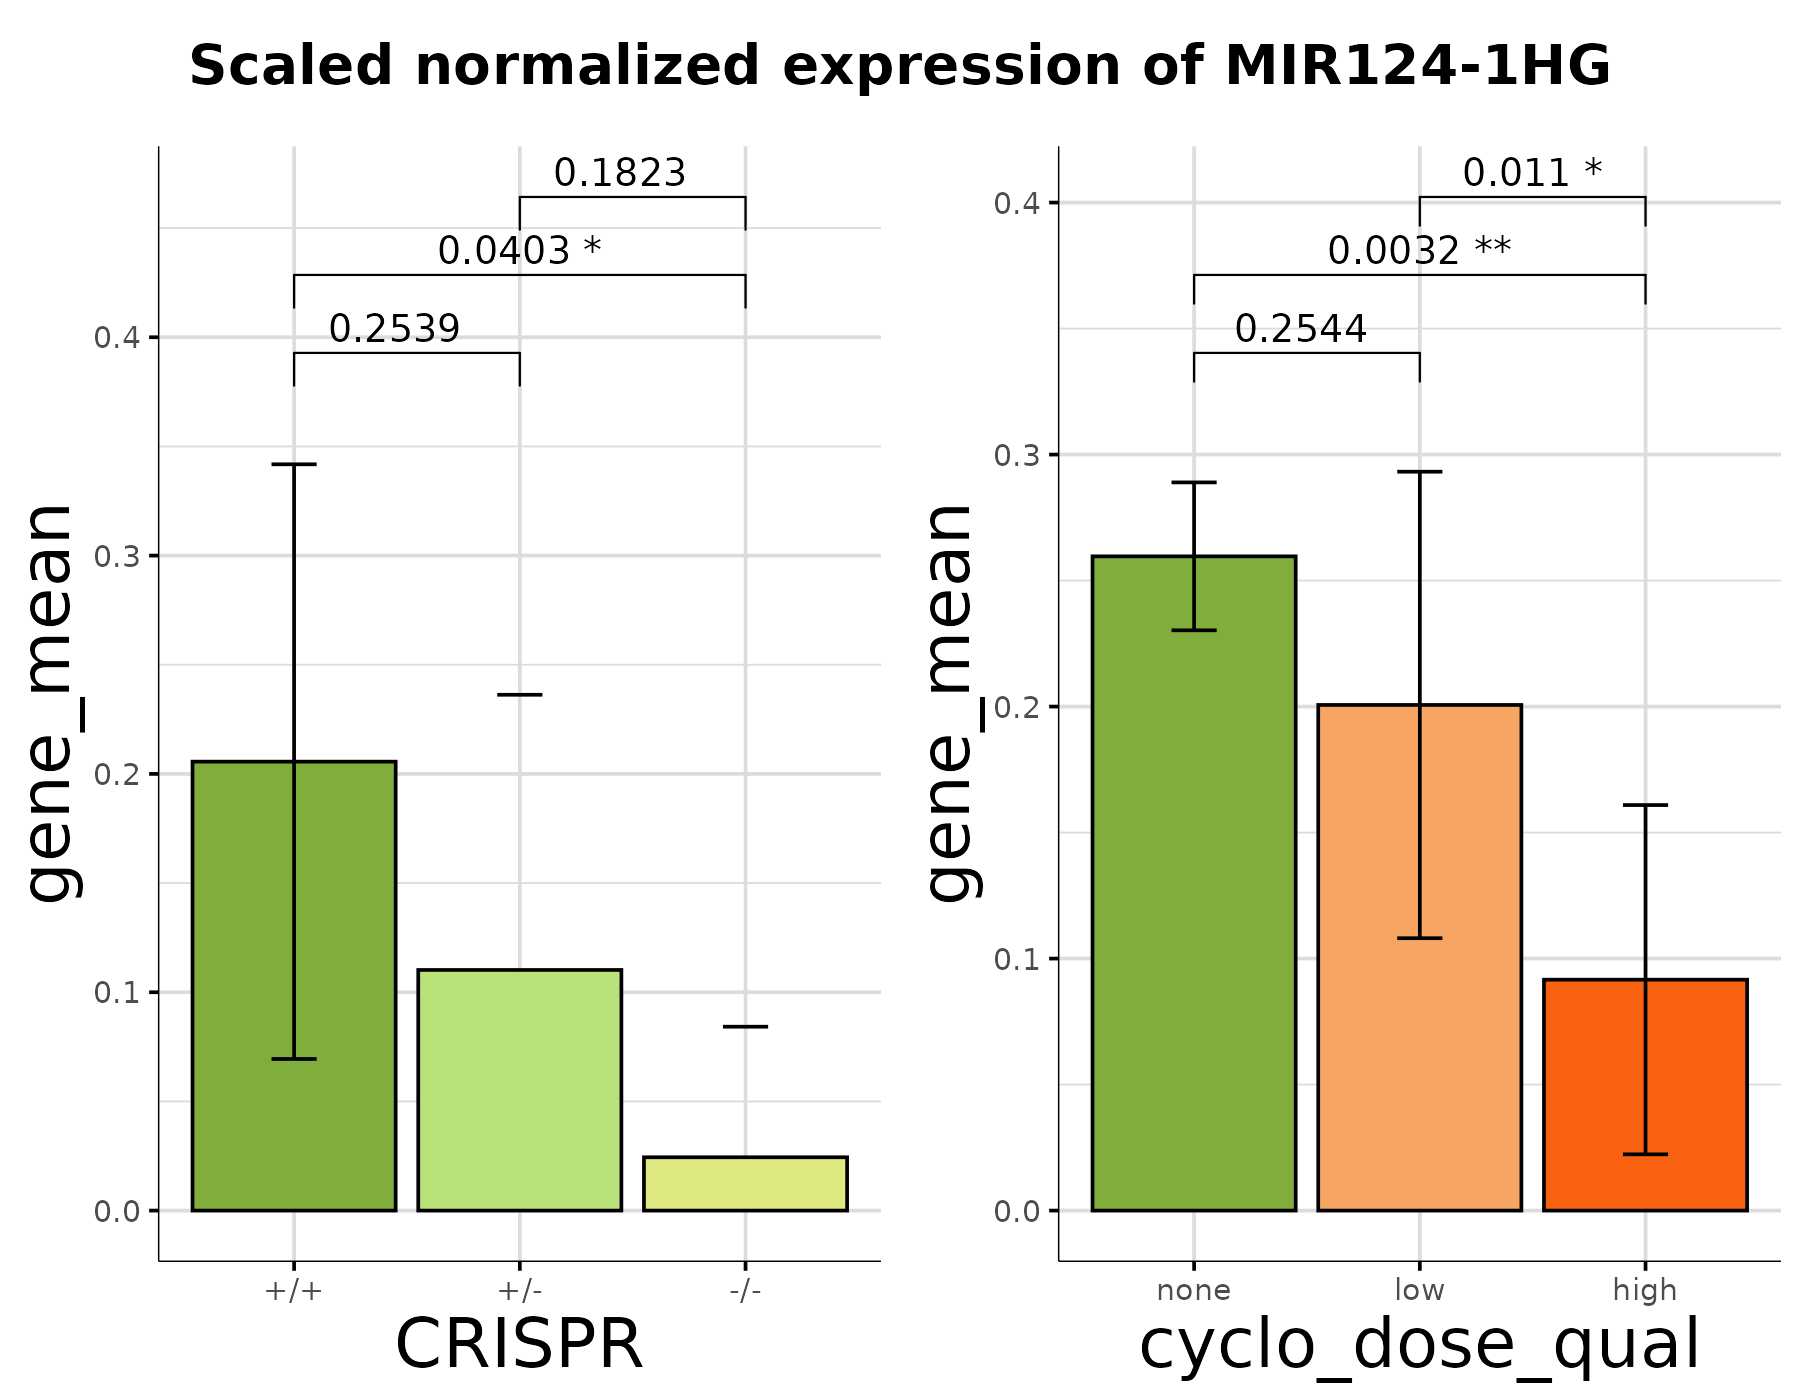 Scaled normalized expression of MIR124-1HG
gene_mean
0.1823
0.0403 *
0.2539
0.4
0.3
0.2
0.1
0.0
+/+ +/- -/-
CRISPR
gene_mean
0.011 *
0.0032 **
0.2544
0.4
0.3
0.2
0.1
0.0
none low high
cyclo_dose_qual